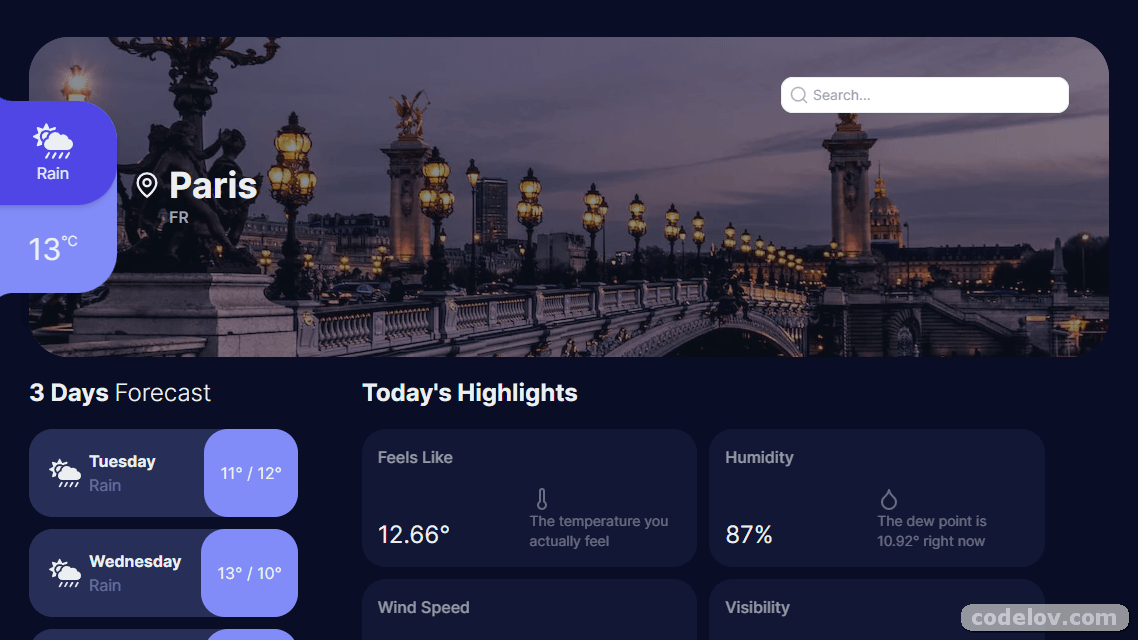 Search...
Rain
13°C
Paris
FR
3 Days Forecast
Tuesday
Rain
11° / 12°
Wednesday
Rain
13° / 10°
Today's Highlights
Feels Like
12.66°
The temperature you
actually feel
Humidity
87%
The dew point is
10.92° right now
Wind Speed
Visibility
codelov.com